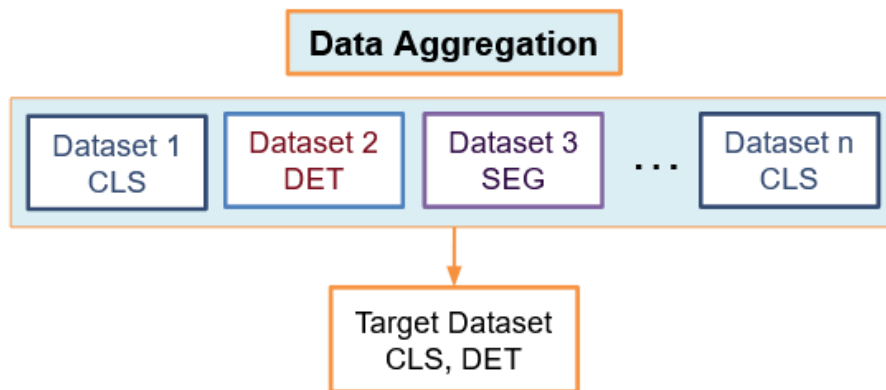 Data Aggregation
Dataset 1
CLS
Dataset 2
DET
Dataset 3
SEG
. . .
Dataset n
CLS
Target Dataset
CLS, DET